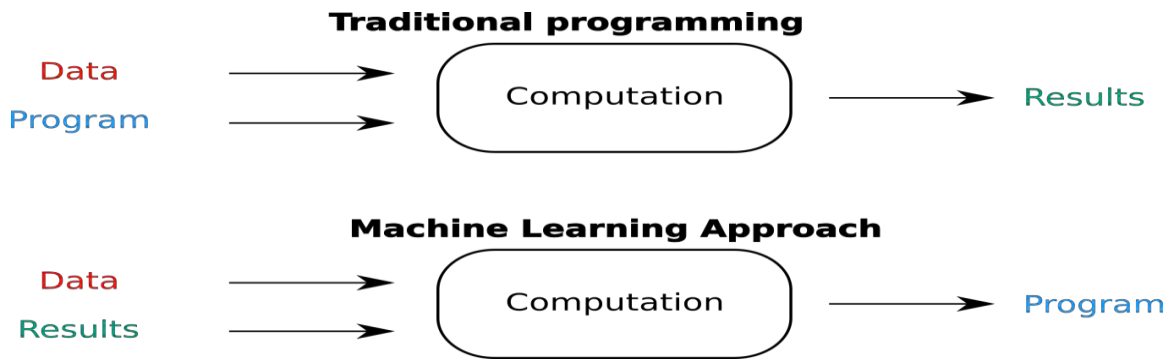 Traditional programming
Data
Program
Computation
Results
Machine Learning Approach
Data
Results
Computation
Program